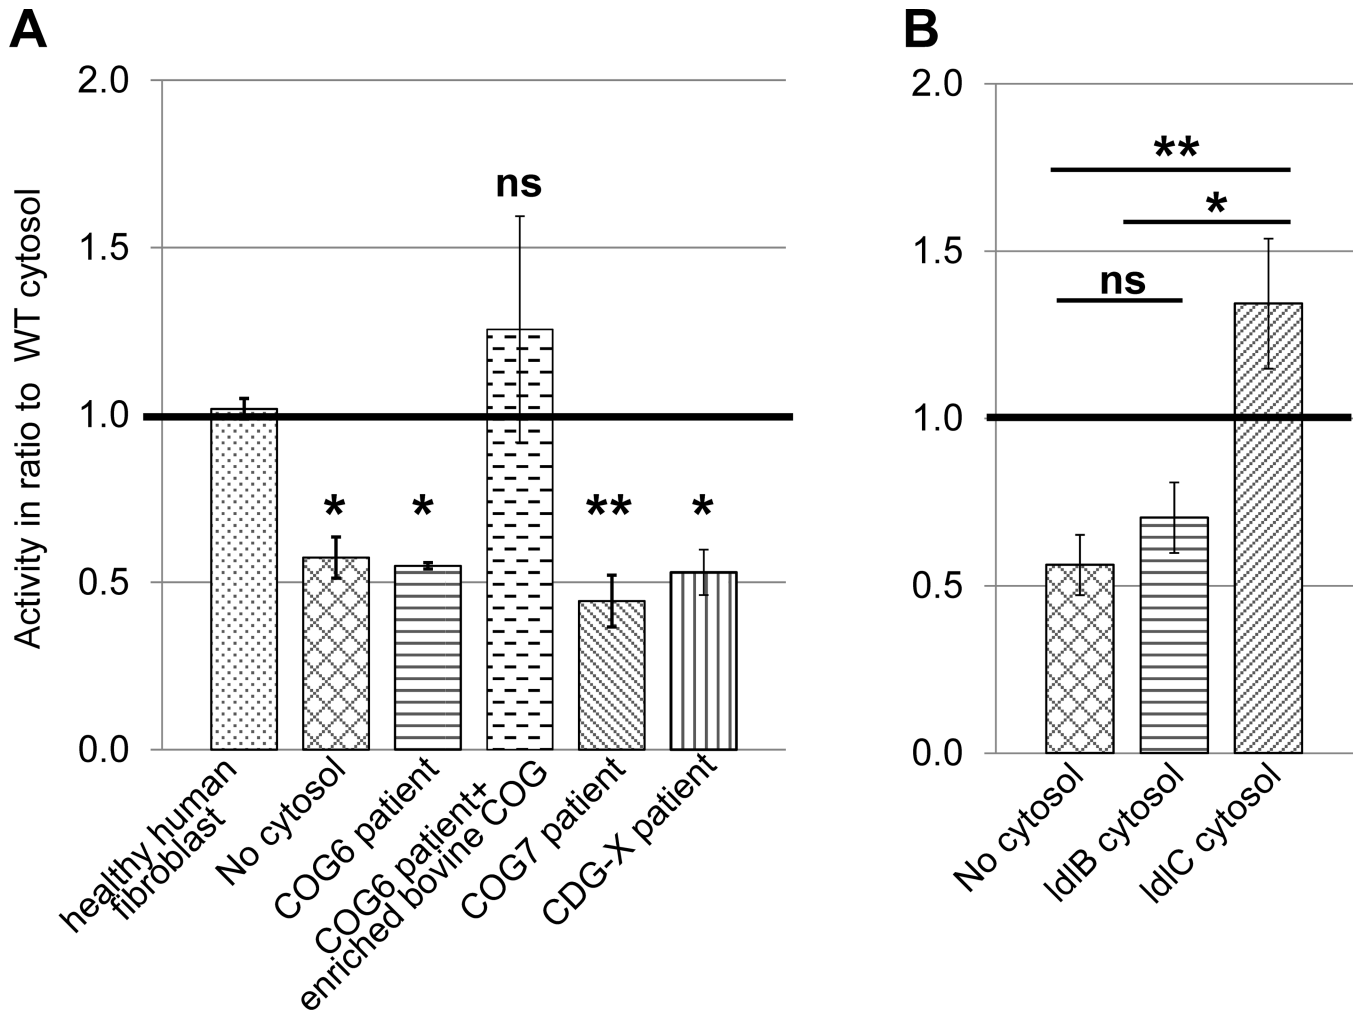 A
Activity in ratio to WT cytosol
2.0
1.5
1.0
0.5
0.0
ns
*
*
**
*
healthy human
fibroblast
No cytosol
COG6 patient
COG6 patient+
enriched bovine COG
COG7 patient
CDG-X patient
B
2.0
1.5
1.0
0.5
0.0
**
*
ns
No cytosol
ldlB cytosol
ldlC cytosol